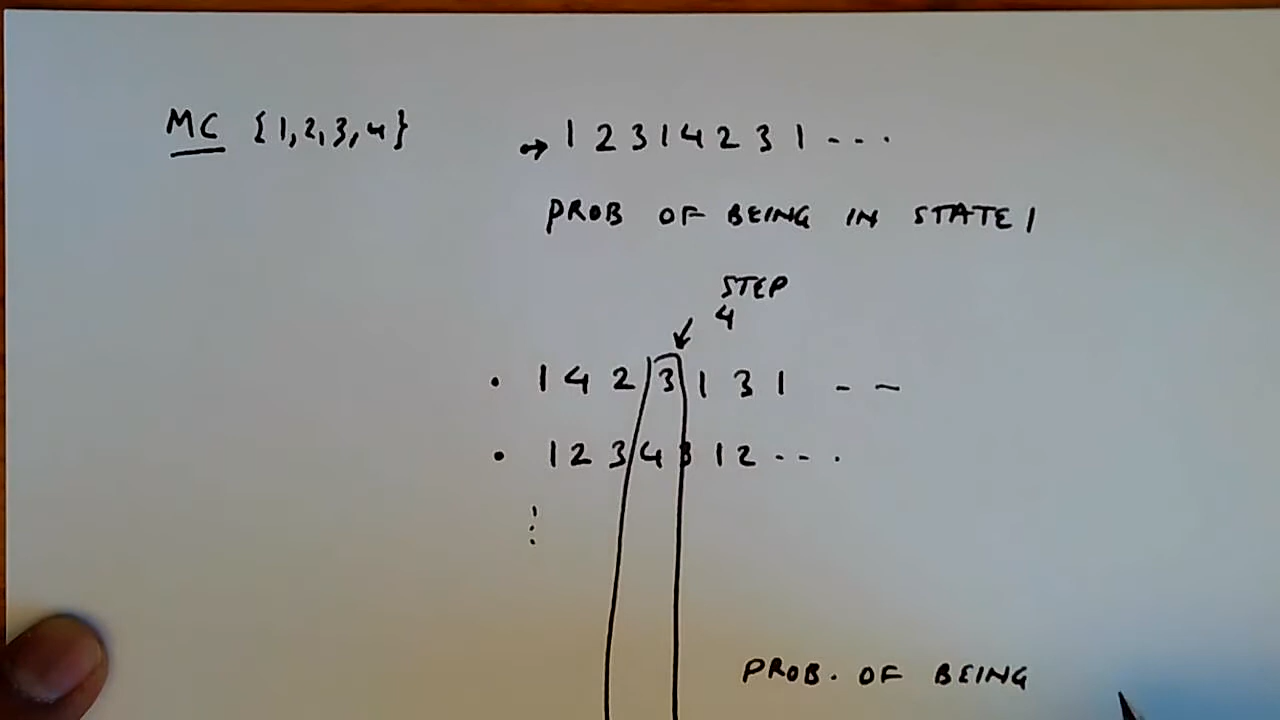 MC {1,2,3,4}
→ 1 2 3 1 4 2 3 1 - - .
PROB OF BEING IN STATE 1
STEP
4
• 1 4 2 3 1 3 1 - -
• 1 2 3 4 3 1 2 - - .
⋮
PROB. OF BEING